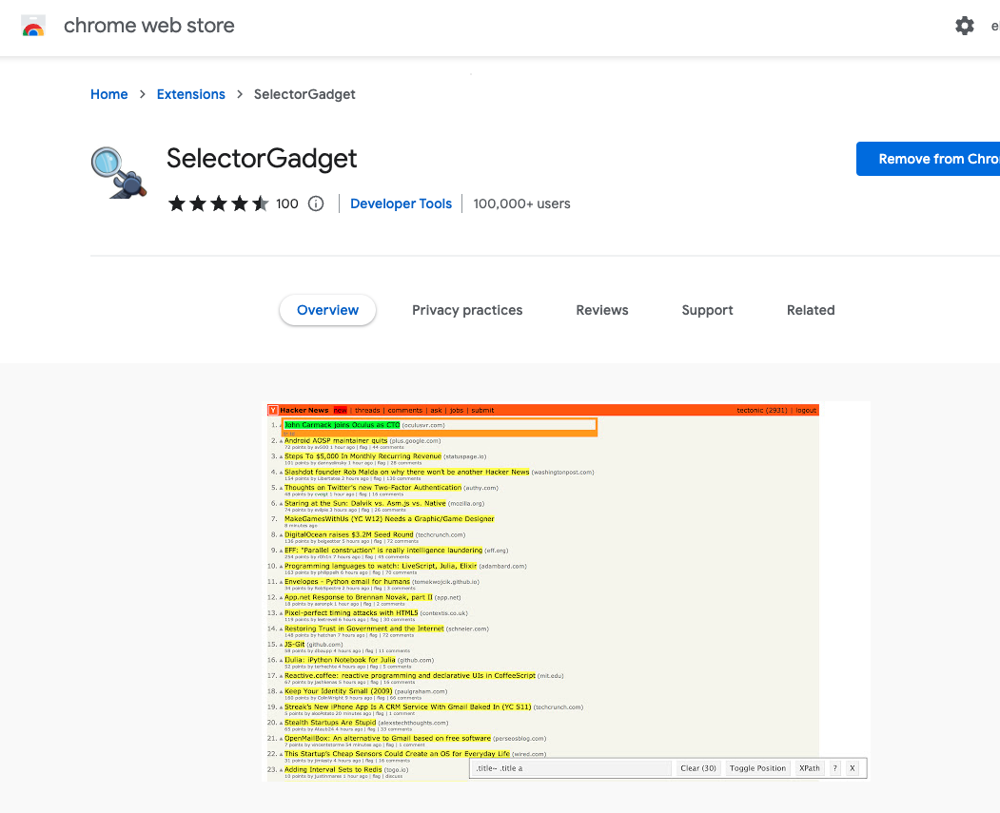 chrome web store
Home > Extensions > SelectorGadget
SelectorGadget
Remove from Chro
100 | Developer Tools | 100,000+ users
Overview Privacy practices Reviews Support Related
Y Hacker News new | threads | comments | ask | jobs | submit tectonic (2931) | logout
1. John Carmack joins Oculus as CTO (oculusvr.com)
2. Android AOSP maintainer quits (plus.google.com)
72 points by av500 1 hour ago | flag | 44 comments
3. Steps To $5,000 In Monthly Recurring Revenue (statuspage.io)
101 points by dannyolinsky 1 hour ago | flag | 28 comments
4. Slashdot founder Rob Malda on why there won't be another Hacker News (washingtonpost.com)
154 points by Libertatea 2 hours ago | flag | 130 comments
5. Thoughts on Twitter's new Two-Factor Authentication (authy.com)
48 points by cwegt 1 hour ago | flag | 16 comments
6. Staring at the Sun: Dalvik vs. Asm.js vs. Native (mozilla.org)
74 points by evilpie 3 hours ago | flag | 26 comments
7. MakeGamesWithUs (YC W12) Needs a Graphic/Game Designer
8 minutes ago
8. DigitalOcean raises $3.2M Seed Round (techcrunch.com)
136 points by beigeotter 5 hours ago | flag | 72 comments
9. EFF: "Parallel construction" is really intelligence laundering (eff.org)
254 points by r0h1n 7 hours ago | flag | 45 comments
10. Programming languages to watch: LiveScript, Julia, Elixir (adambard.com)
163 points by philipplh 6 hours ago | flag | 70 comments
11. Envelopes - Python email for humans (tomekwojcik.github.io)
34 points by RobSpectre 2 hours ago | flag | 3 comments
12. App.net Response to Brennan Novak, part II (app.net)
18 points by aaronpk 1 hour ago | flag | 2 comments
13. Pixel-perfect timing attacks with HTML5 (contextis.co.uk)
119 points by leetreveil 6 hours ago | flag | 30 comments
14. Restoring Trust in Government and the Internet (schneier.com)
148 points by hatchan 7 hours ago | flag | 72 comments
15. JS-Git (github.com)
58 points by dboupp 4 hours ago | flag | 11 comments
16. IJulia: iPython Notebook for Julia (github.com)
52 points by terhechte 4 hours ago | flag | 5 comments
17. Reactive.coffee: reactive programming and declarative UIs in CoffeeScript (mit.edu)
67 points by jashkenas 5 hours ago | flag | 16 comments
18. Keep Your Identity Small (2009) (paulgraham.com)
160 points by ColinWright 9 hours ago | flag | 66 comments
19. Streak's New iPhone App Is A CRM Service With Gmail Baked In (YC S11) (techcrunch.com)
5 points by alooPotato 20 minutes ago | flag | 1 comment
20. Stealth Startups Are Stupid (alexstechthoughts.com)
65 points by Ataub24 4 hours ago | flag | 33 comments
21. OpenMailBox: An alternative to Gmail based on free software (perseosblog.com)
7 points by vincentstorme 54 minutes ago | flag | 1 comment
22. This Startup's Cheap Sensors Could Create an OS for Everyday Life (wired.com)
31 points by jmlesty 4 hours ago | flag | 16 comments
23. Adding Interval Sets to Redis (togo.io)
10 points by justinmares 1 hour ago | flag | discuss
.title~ .title a Clear (30) Toggle Position XPath ? X